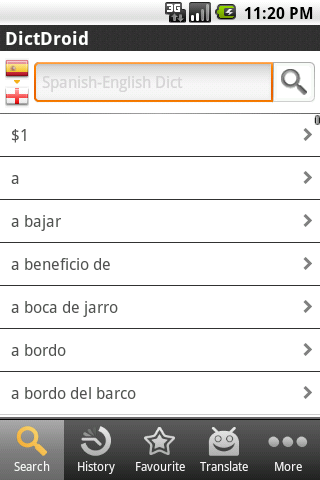 3G 11:20 PM
DictDroid
Spanish-English Dict
$1
a
a bajar
a beneficio de
a boca de jarro
a bordo
a bordo del barco
Search History Favourite Translate More